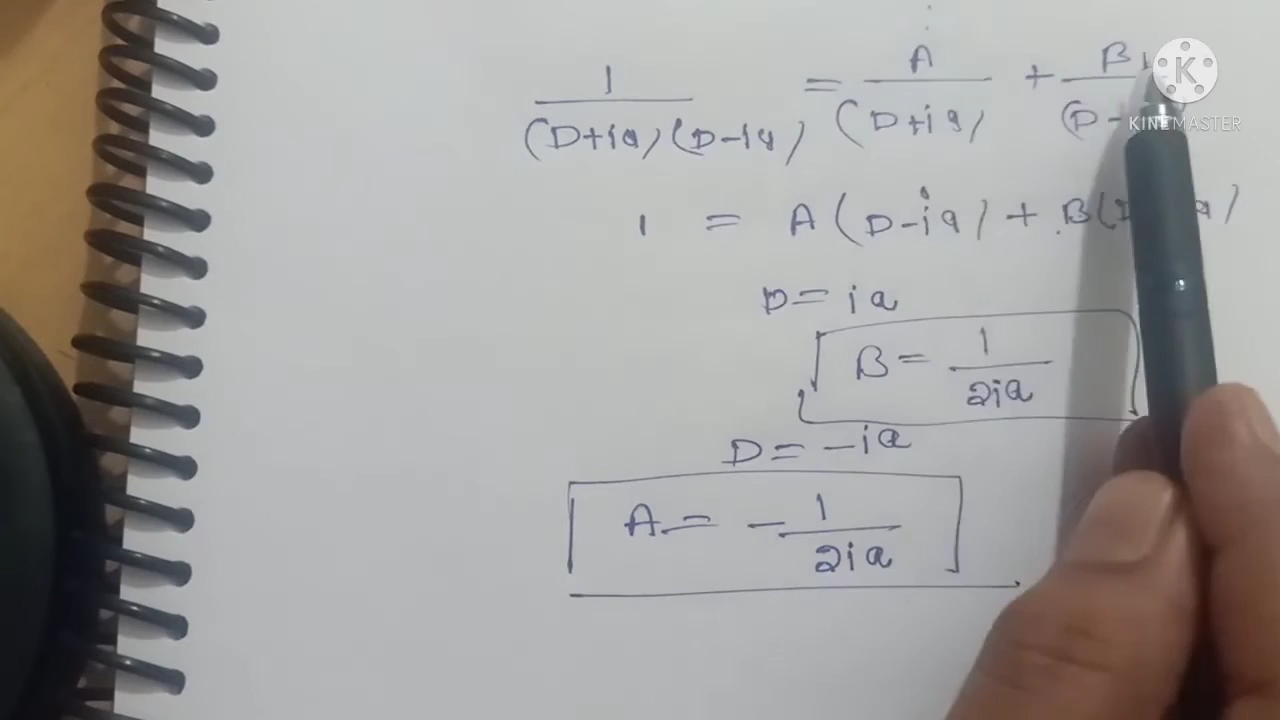 1/((D+ia)(D-ia)) = A/(D+ia) + B/(D-
1 = A(D-ia) + B(D a)
D = ia
B = 1/2ia
D = -ia
A = -1/2ia
K
KINEMASTER